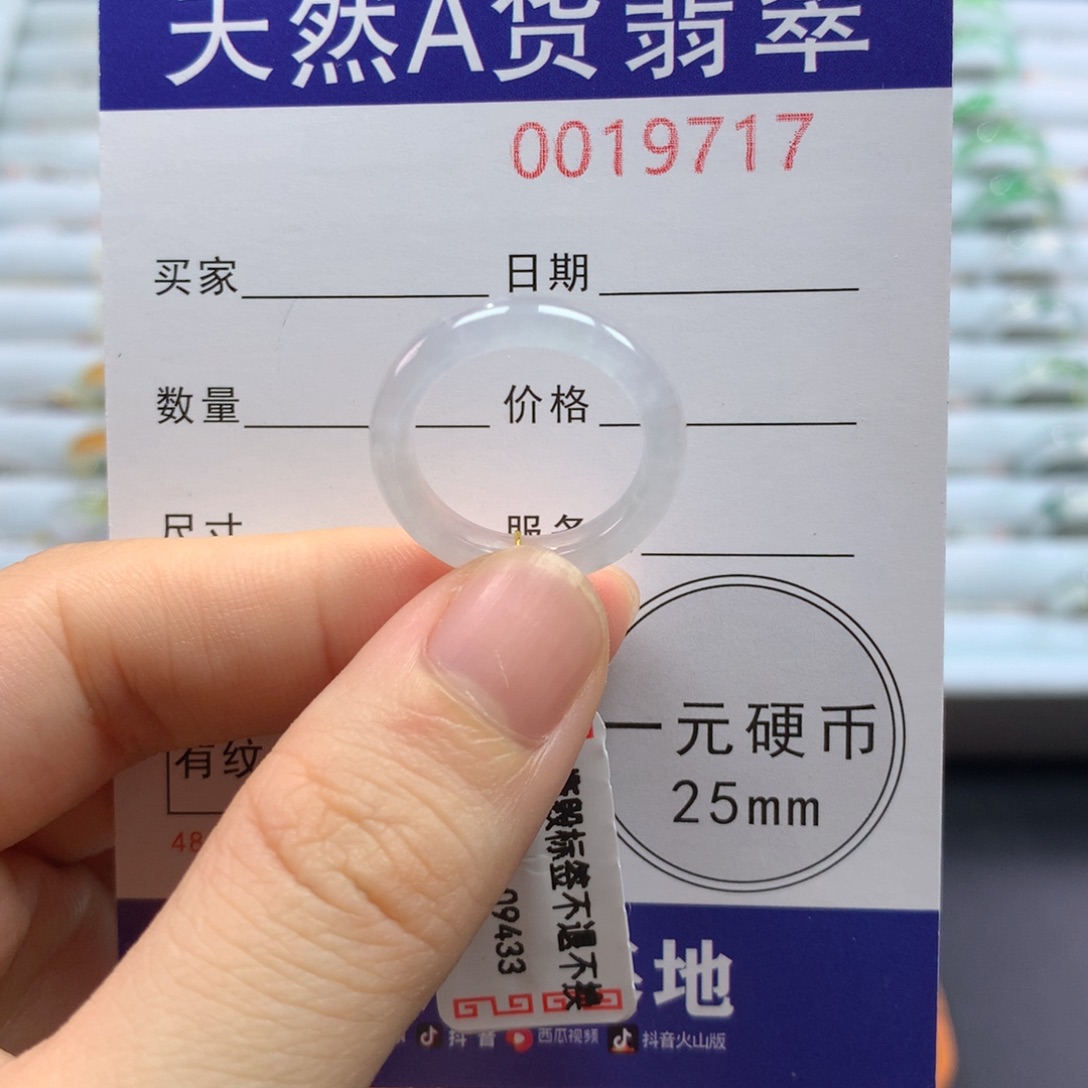 天然A货翡翠
0019717
买家 日期
数量 价格
尺寸 服务
有纹
一元硬币
25mm
48
毁标签不退不换
09433
地
抖音 西瓜视频 抖音火山版